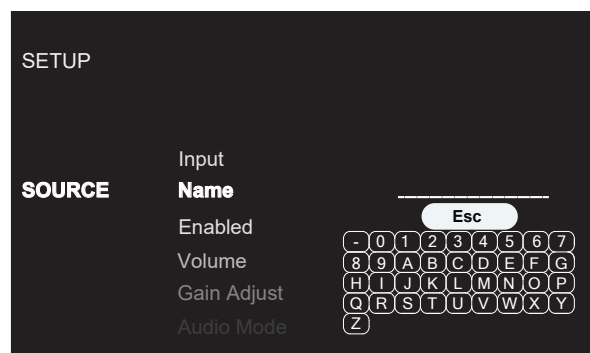 SETUP
Input
SOURCE Name
Esc
Enabled
- 0 1 2 3 4 5 6 7
Volume 8 9 A B C D E F G
H I J K L M N O P
Gain Adjust
Q R S T U V W X Y
Audio Mode Z